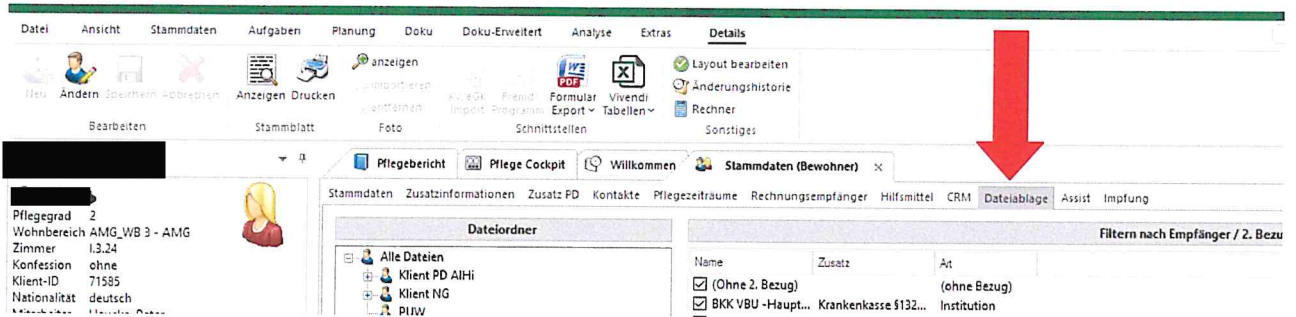 Datei Ansicht Stammdaten Aufgaben Planung Doku Doku-Erweitert Analyse Extras Details
anzeigen
Layout bearbeiten
importieren
Änderungshistorie
Neu Ändern Speichern Abbrechen Anzeigen Drucken
entfernen
Import
Fremd Programm
Formular Export
Vivendi Tabellen
Rechner
Bearbeiten Stammblatt Foto Schnittstellen Sonstiges
Pflegebericht Pflege Cockpit Willkommen Stammdaten (Bewohner) ×
Stammdaten Zusatzinformationen Zusatz PD Kontakte Pflegezeiträume Rechnungsempfänger Hilfsmittel CRM Dateiablage Assist Impfung
Pflegegrad 2
Wohnbereich AMG_WB 3 - AMG
Zimmer I.3.24
Konfession ohne
Klient-ID 71585
Nationalität deutsch
Dateiordner
Alle Dateien
Klient PD AIHi
Klient NG
PUW
Filtern nach Empfänger / 2. Bezu
Name Zusatz Art
(Ohne 2. Bezug) (ohne Bezug)
BKK VBU -Haupt... Krankenkasse §132... Institution